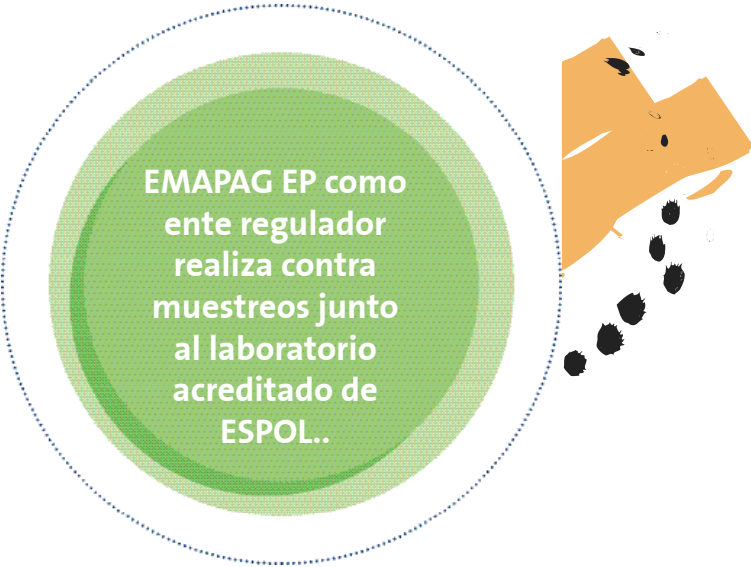 EMAPAG EP como
ente regulador
realiza contra
muestreos junto
al laboratorio
acreditado de
ESPOL..